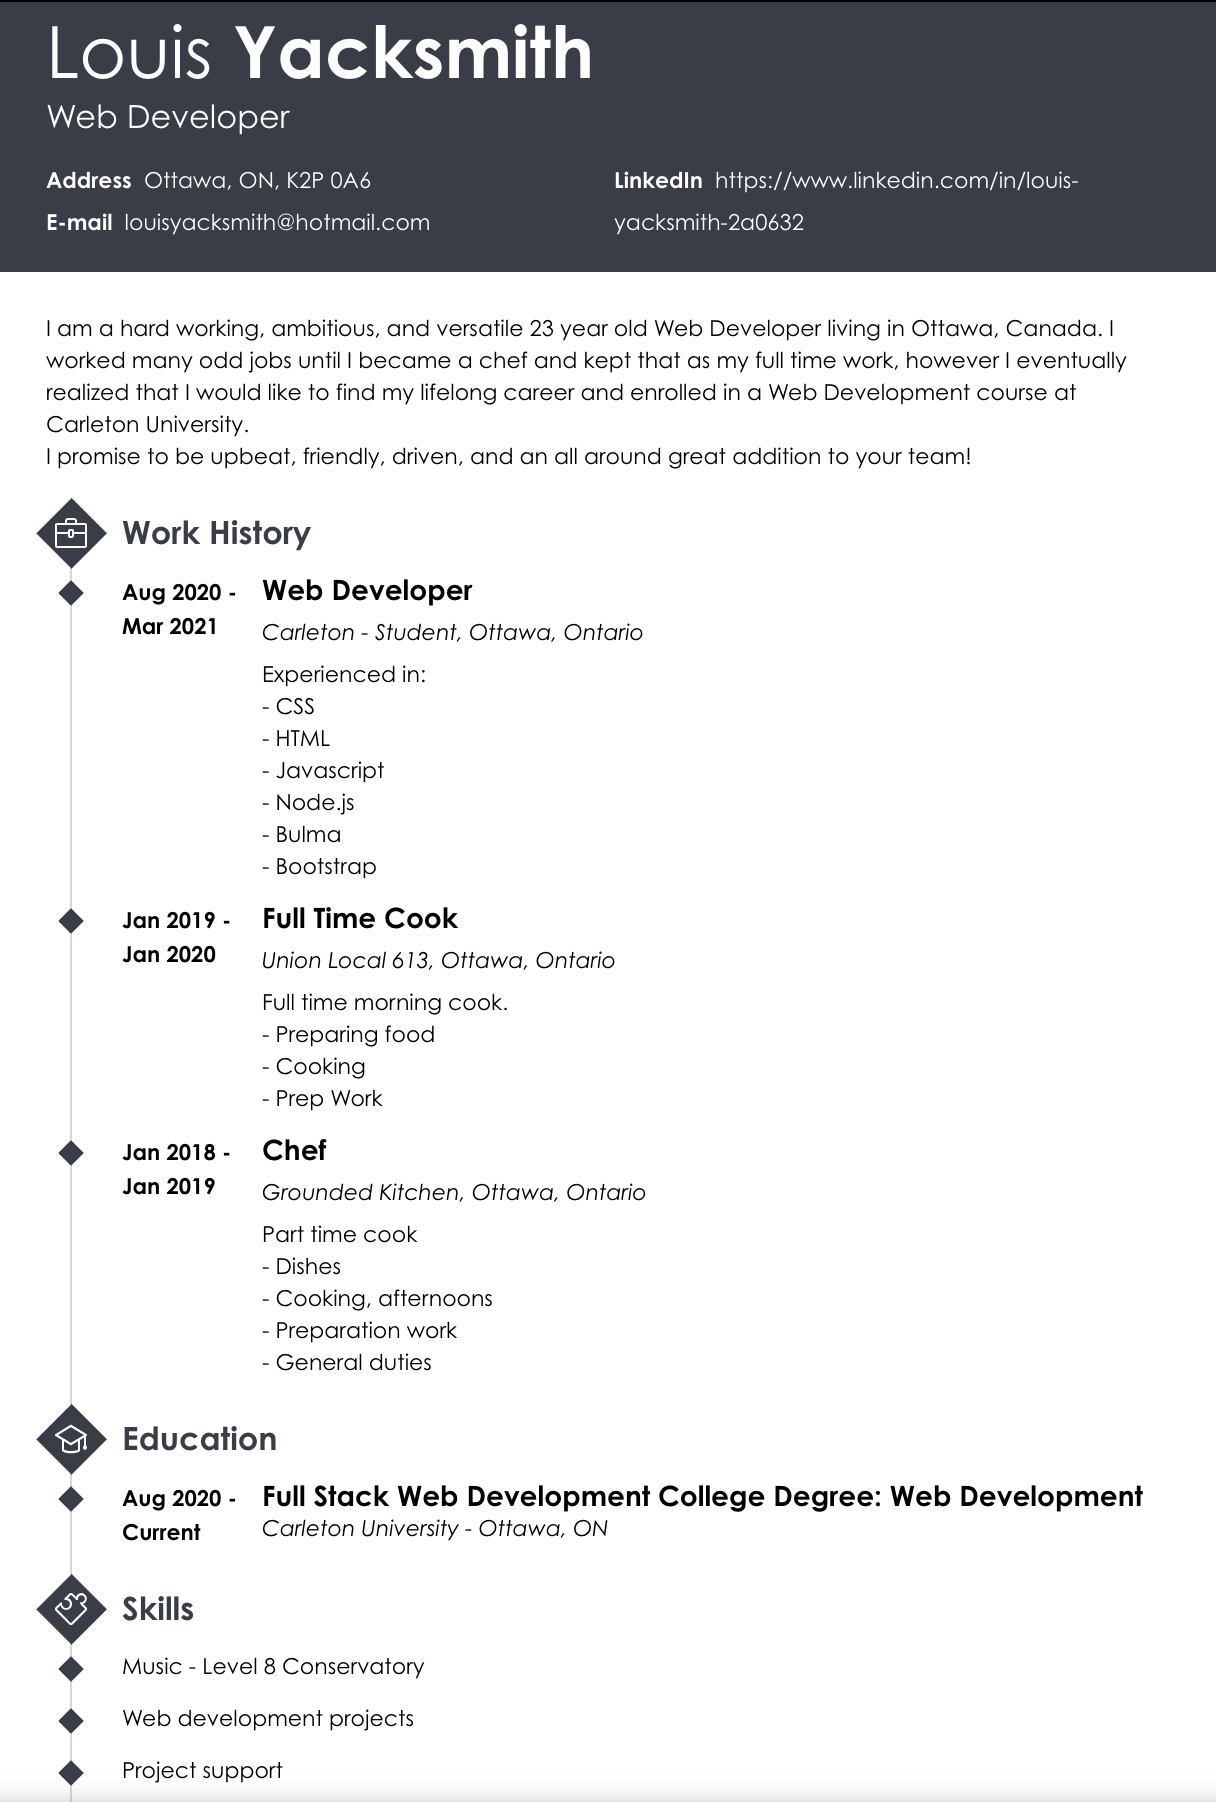 Louis Yacksmith
Web Developer
Address Ottawa, ON, K2P 0A6
E-mail louisyacksmith@hotmail.com
LinkedIn https://www.linkedin.com/in/louis-
yacksmith-2a0632
I am a hard working, ambitious, and versatile 23 year old Web Developer living in Ottawa, Canada. I
worked many odd jobs until I became a chef and kept that as my full time work, however I eventually
realized that I would like to find my lifelong career and enrolled in a Web Development course at
Carleton University.
I promise to be upbeat, friendly, driven, and an all around great addition to your team!
Work History
Aug 2020 -
Mar 2021
Web Developer
Carleton - Student, Ottawa, Ontario
Experienced in:
- CSS
- HTML
- Javascript
- Node.js
- Bulma
- Bootstrap
Jan 2019 -
Jan 2020
Full Time Cook
Union Local 613, Ottawa, Ontario
Full time morning cook.
- Preparing food
- Cooking
- Prep Work
Jan 2018 -
Jan 2019
Chef
Grounded Kitchen, Ottawa, Ontario
Part time cook
- Dishes
- Cooking, afternoons
- Preparation work
- General duties
Education
Aug 2020 -
Current
Full Stack Web Development College Degree: Web Development
Carleton University - Ottawa, ON
Skills
Music - Level 8 Conservatory
Web development projects
Project support